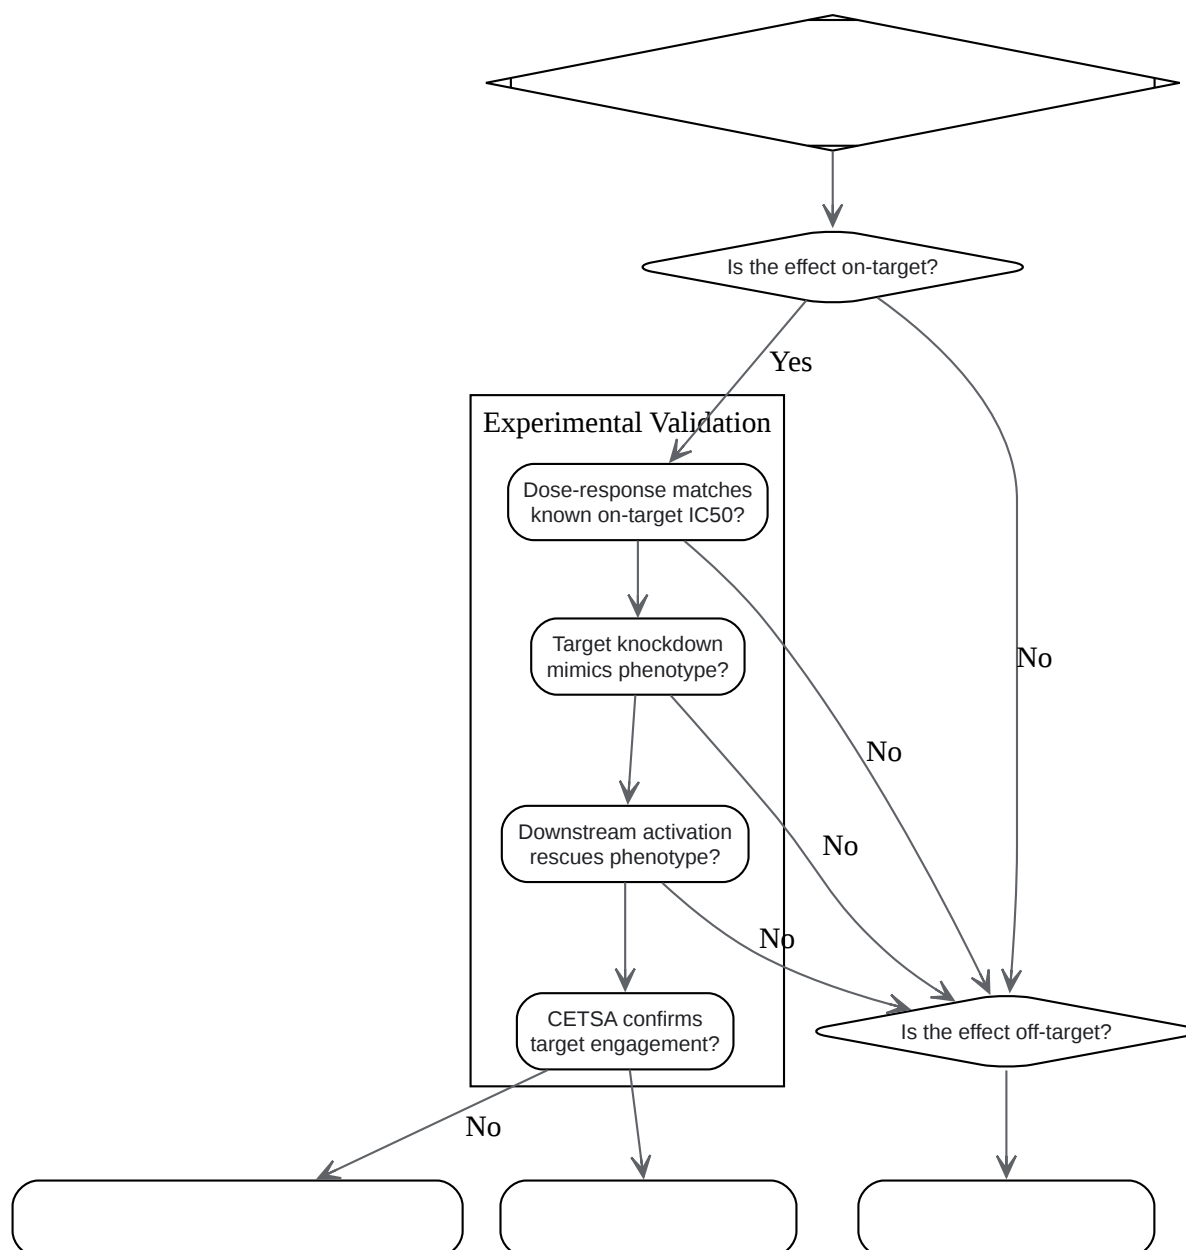 Is the effect on-target?
Yes
Experimental Validation
Dose-response matches
known on-target IC50?
Target knockdown
mimics phenotype?
No
No
Downstream activation
rescues phenotype?
No
No
CETSA confirms
target engagement?
Is the effect off-target?
No